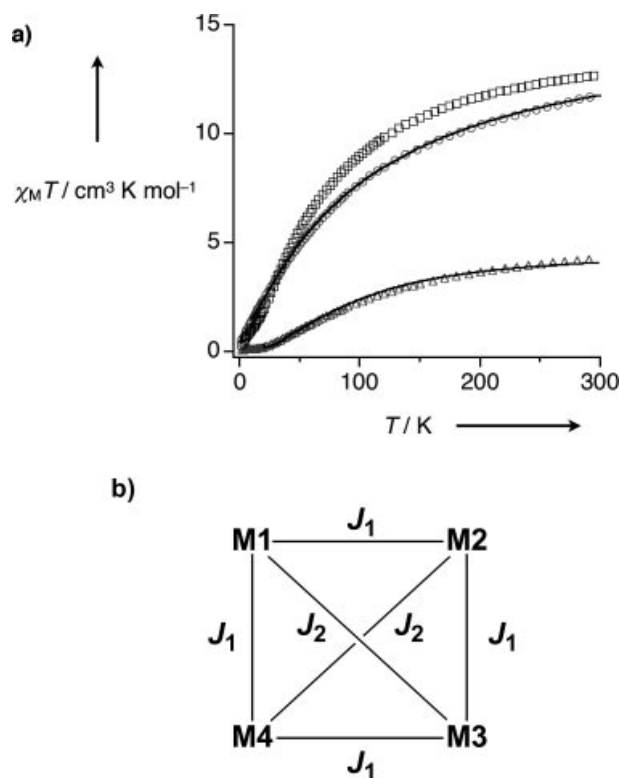 a)
15
10
5
0
χMT / cm³ K mol⁻¹
0 100 200 300
T / K
b)
J₁
M1 M2
J₁ J₂ J₂ J₁
M4 M3
J₁